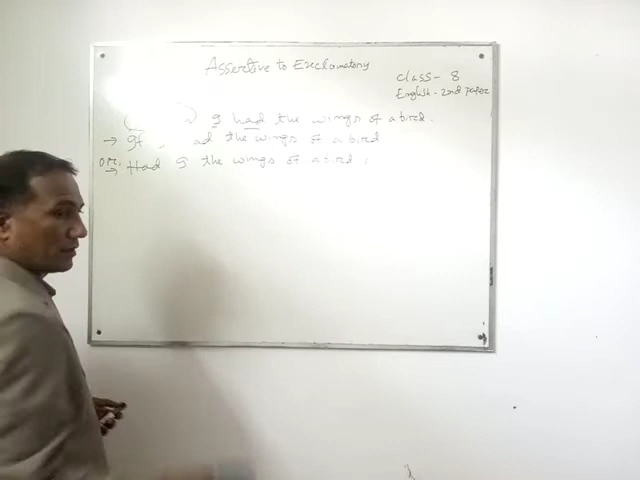 Assertive to Exclamatory
class - 8
English - 2nd paper
I had the wings of a bird.
→ If, ad the wings of a bird
or, → Had I the wings of a bird